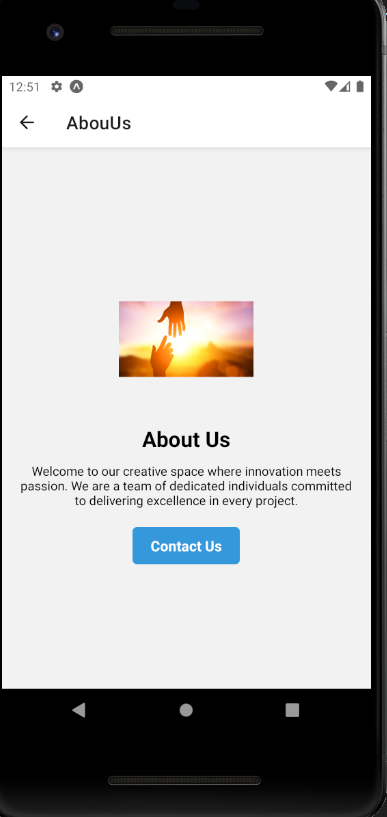 12:51
AbouUs
About Us
Welcome to our creative space where innovation meets
passion. We are a team of dedicated individuals committed
to delivering excellence in every project.
Contact Us